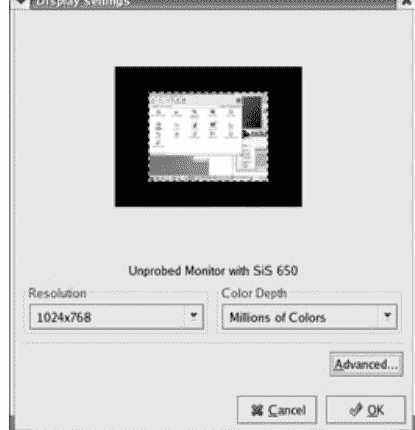 Display settings
Unprobed Monitor with SiS 650
Resolution
Color Depth
1024x768
Millions of Colors
Advanced...
Cancel
OK